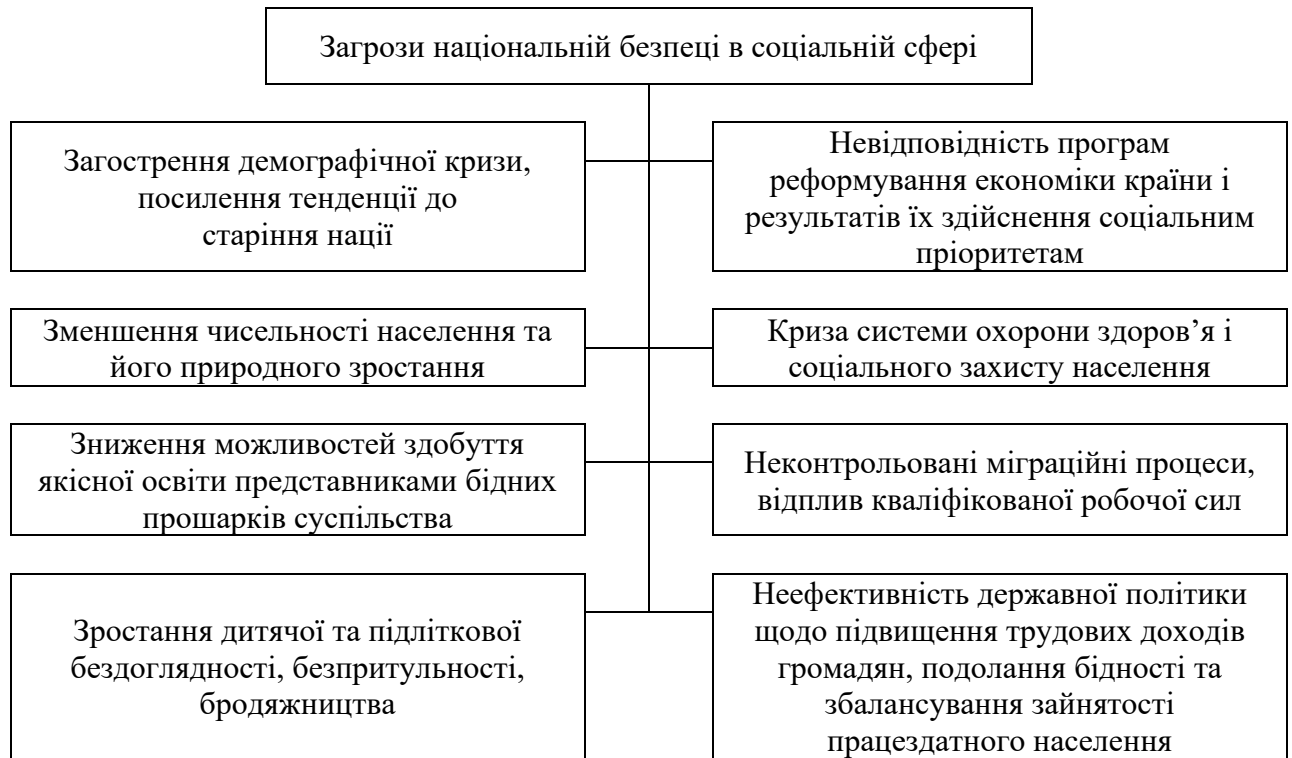 Загрози національній безпеці в соціальній сфері
Загострення демографічної кризи,
посилення тенденції до
старіння нації
Невідповідність програм
реформування економіки країни і
результатів їх здійснення соціальним
пріоритетам
Зменшення чисельності населення та
його природного зростання
Криза системи охорони здоров’я і
соціального захисту населення
Зниження можливостей здобуття
якісної освіти представниками бідних
прошарків суспільства
Неконтрольовані міграційні процеси,
відплив кваліфікованої робочої сил
Зростання дитячої та підліткової
бездоглядності, безпритульності,
бродяжництва
Неефективність державної політики
щодо підвищення трудових доходів
громадян, подолання бідності та
збалансування зайнятості
працездатного населення